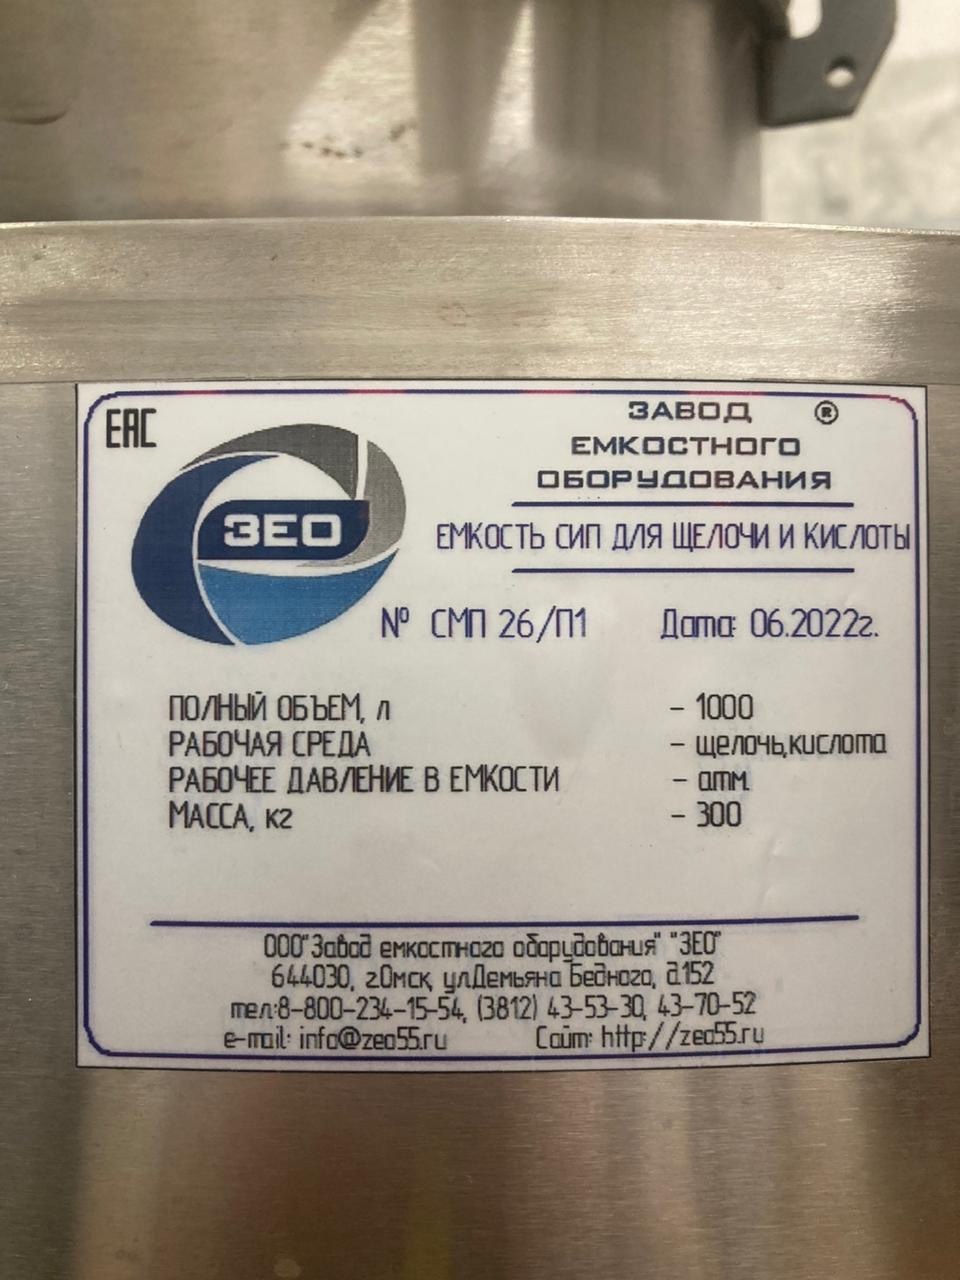 ЕАС
ЗАВОД ®
ЕМКОСТНОГО
ОБОРУДОВАНИЯ
ЗЕО
ЕМКОСТЬ СИП ДЛЯ ЩЕЛОЧИ И КИСЛОТЫ
№ СМП 26/П1 Дата: 06.2022г.
ПОЛНЫЙ ОБЪЕМ, л - 1000
РАБОЧАЯ СРЕДА - щелочь,кислота
РАБОЧЕЕ ДАВЛЕНИЕ В ЕМКОСТИ - атм.
МАССА, кг - 300
ООО"Завод емкостного оборудования" "ЗЕО"
644030, г.Омск, ул.Демьяна Бедного, д.152
тел.:8-800-234-15-54, (3812) 43-53-30, 43-70-52
e-mail: info@zeo55.ru Сайт: http://zeo55.ru